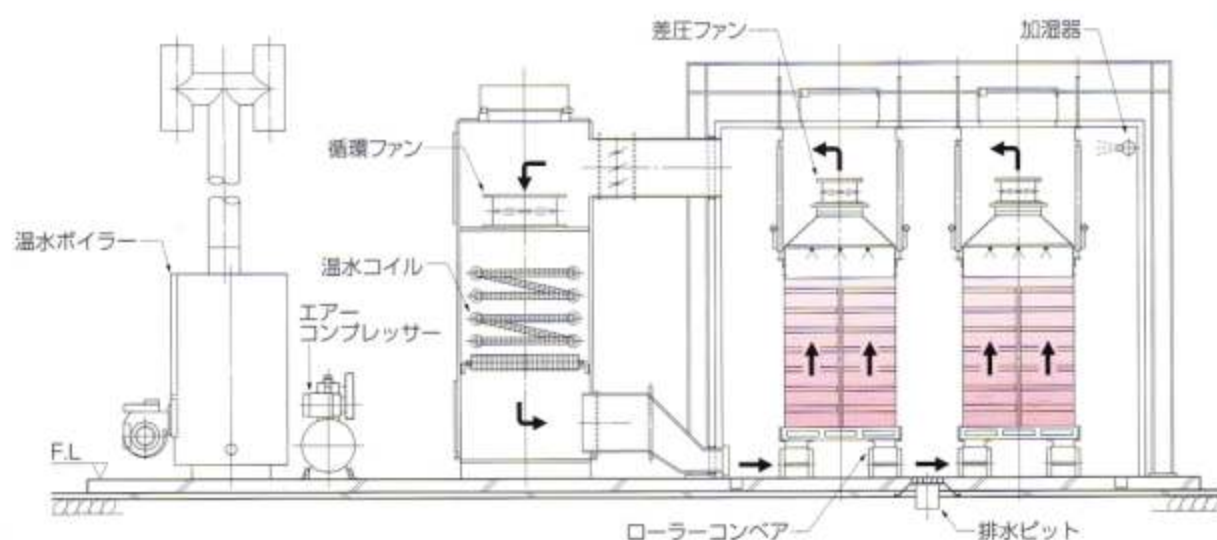 差圧ファン
加湿器
循環ファン
温水ボイラー
温水コイル
エアー
コンプレッサー
F.L
ローラーコンベア
排水ピット